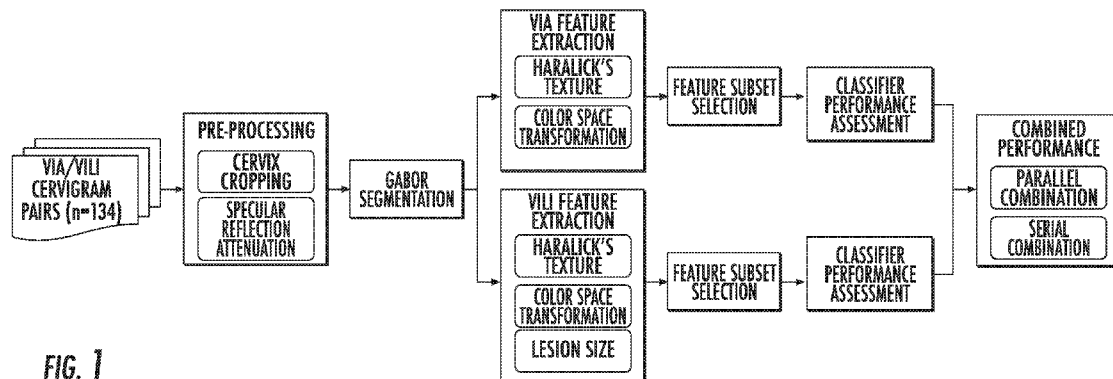 VIA/VILI
CERVIGRAM
PAIRS (n=134)
PRE-PROCESSING
CERVIX
CROPPING
SPECULAR
REFLECTION
ATTENUATION
GABOR
SEGMENTATION
VIA FEATURE
EXTRACTION
HARALICK'S
TEXTURE
COLOR SPACE
TRANSFORMATION
FEATURE SUBSET
SELECTION
CLASSIFIER
PERFORMANCE
ASSESSMENT
VILI FEATURE
EXTRACTION
HARALICK'S
TEXTURE
COLOR SPACE
TRANSFORMATION
LESION SIZE
FEATURE SUBSET
SELECTION
CLASSIFIER
PERFORMANCE
ASSESSMENT
COMBINED
PERFORMANCE
PARALLEL
COMBINATION
SERIAL
COMBINATION
FIG. 1